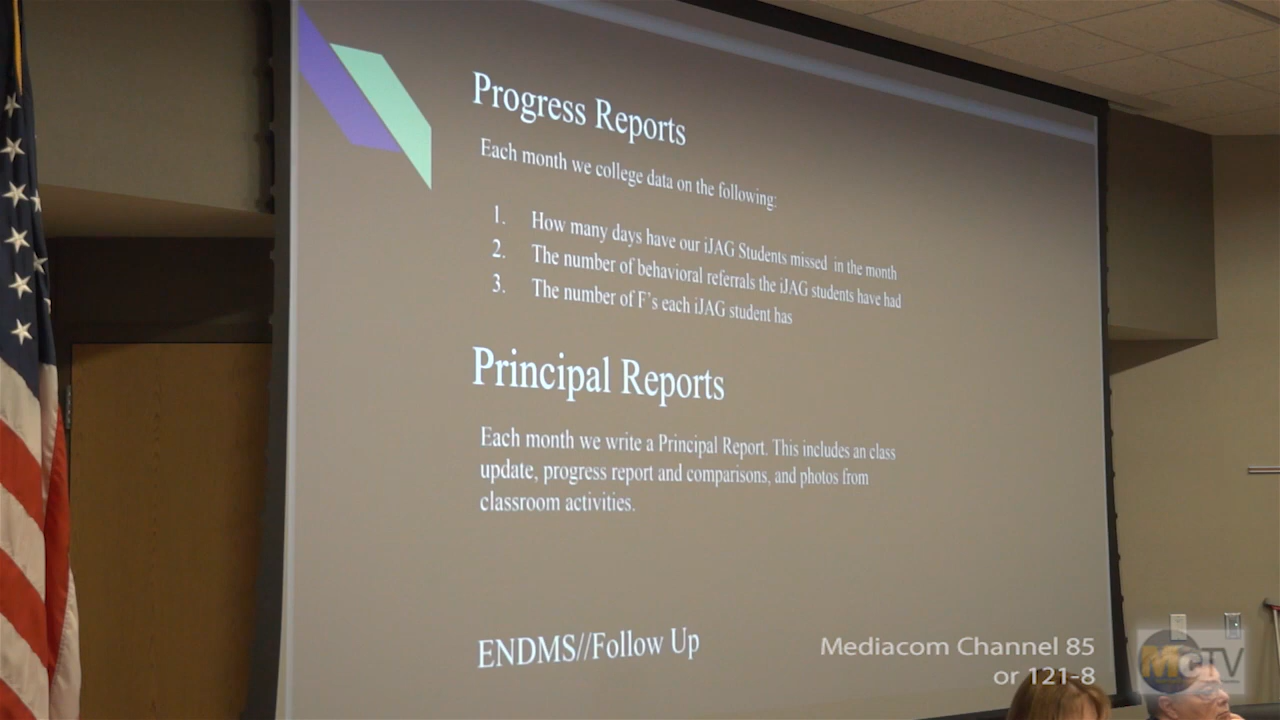 Progress Reports
Each month we college data on the following:
1. How many days have our iJAG Students missed in the month
2. The number of behavioral referrals the iJAG students have had
3. The number of F's each iJAG student has
Principal Reports
Each month we write a Principal Report. This includes an class
update, progress report and comparisons, and photos from
classroom activities.
ENDMS//Follow Up
Mediacom Channel 85
or 121-8
MCTV